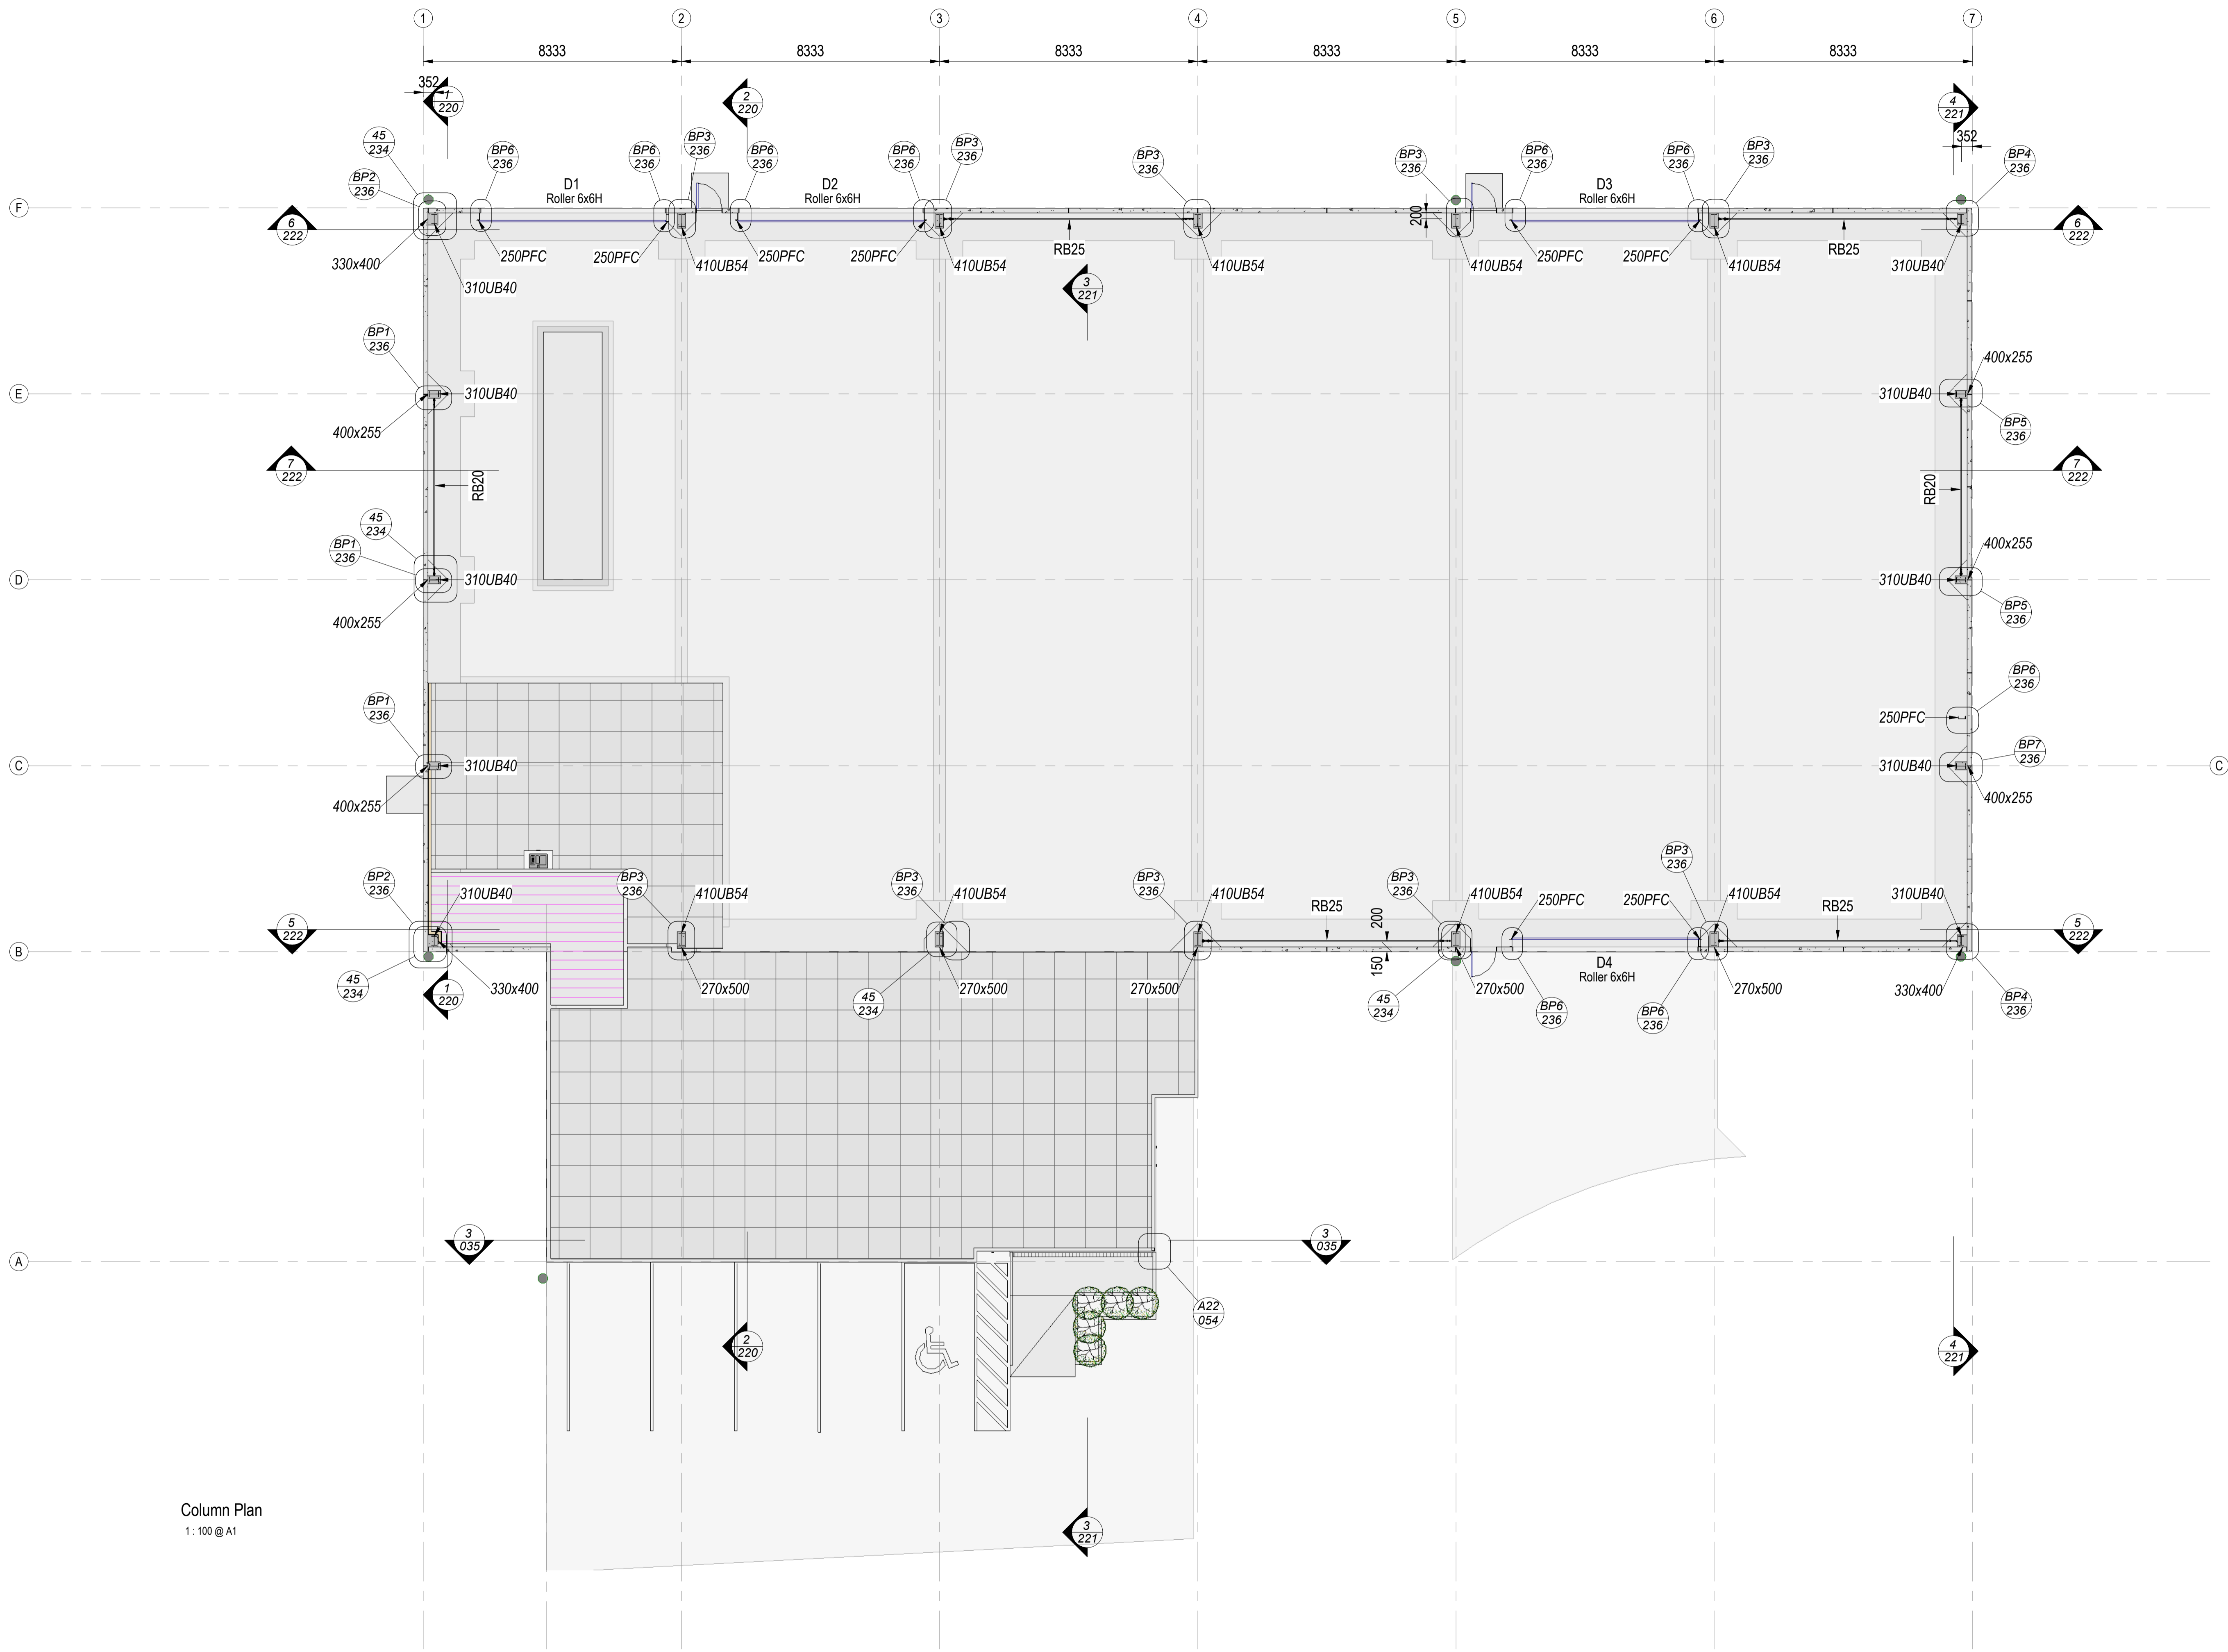 1 2 3 4 5 6 7
8333 8333 8333 8333 8333 8333
352
1
220
2
220
4
221
352
45
234
BP2
236
BP6
236
BP6
236
BP3
236
BP6
236
BP6
236
BP3
236
BP3
236
BP3
236
BP6
236
BP6
236
BP3
236
BP4
236
D1
Roller 6x6H
D2
Roller 6x6H
D3
Roller 6x6H
F
6
222
200
6
222
330x400
250PFC
250PFC
410UB54
250PFC
250PFC
410UB54
RB25
410UB54
410UB54
250PFC
250PFC
410UB54
RB25
310UB40
310UB40
3
221
BP1
236
400x255
E
310UB40
310UB40
400x255
BP5
236
7
222
RB20
RB20
7
222
45
234
BP1
236
400x255
D
310UB40
310UB40
400x255
BP5
236
BP6
236
BP1
236
250PFC
BP7
236
C
310UB40
310UB40
C
400x255
400x255
BP2
236
310UB40
BP3
236
410UB54
BP3
236
410UB54
BP3
236
410UB54
RB25
BP3
236
410UB54
250PFC
250PFC
BP3
236
410UB54
RB25
310UB40
5
222
200
5
222
B
150
D4
Roller 6x6H
45
234
1
220
330x400
270x500
45
234
270x500
270x500
45
234
270x500
BP6
236
BP6
236
270x500
330x400
BP4
236
3
035
3
035
A
A22
054
2
220
4
221
Column Plan
1 : 100 @ A1
3
221